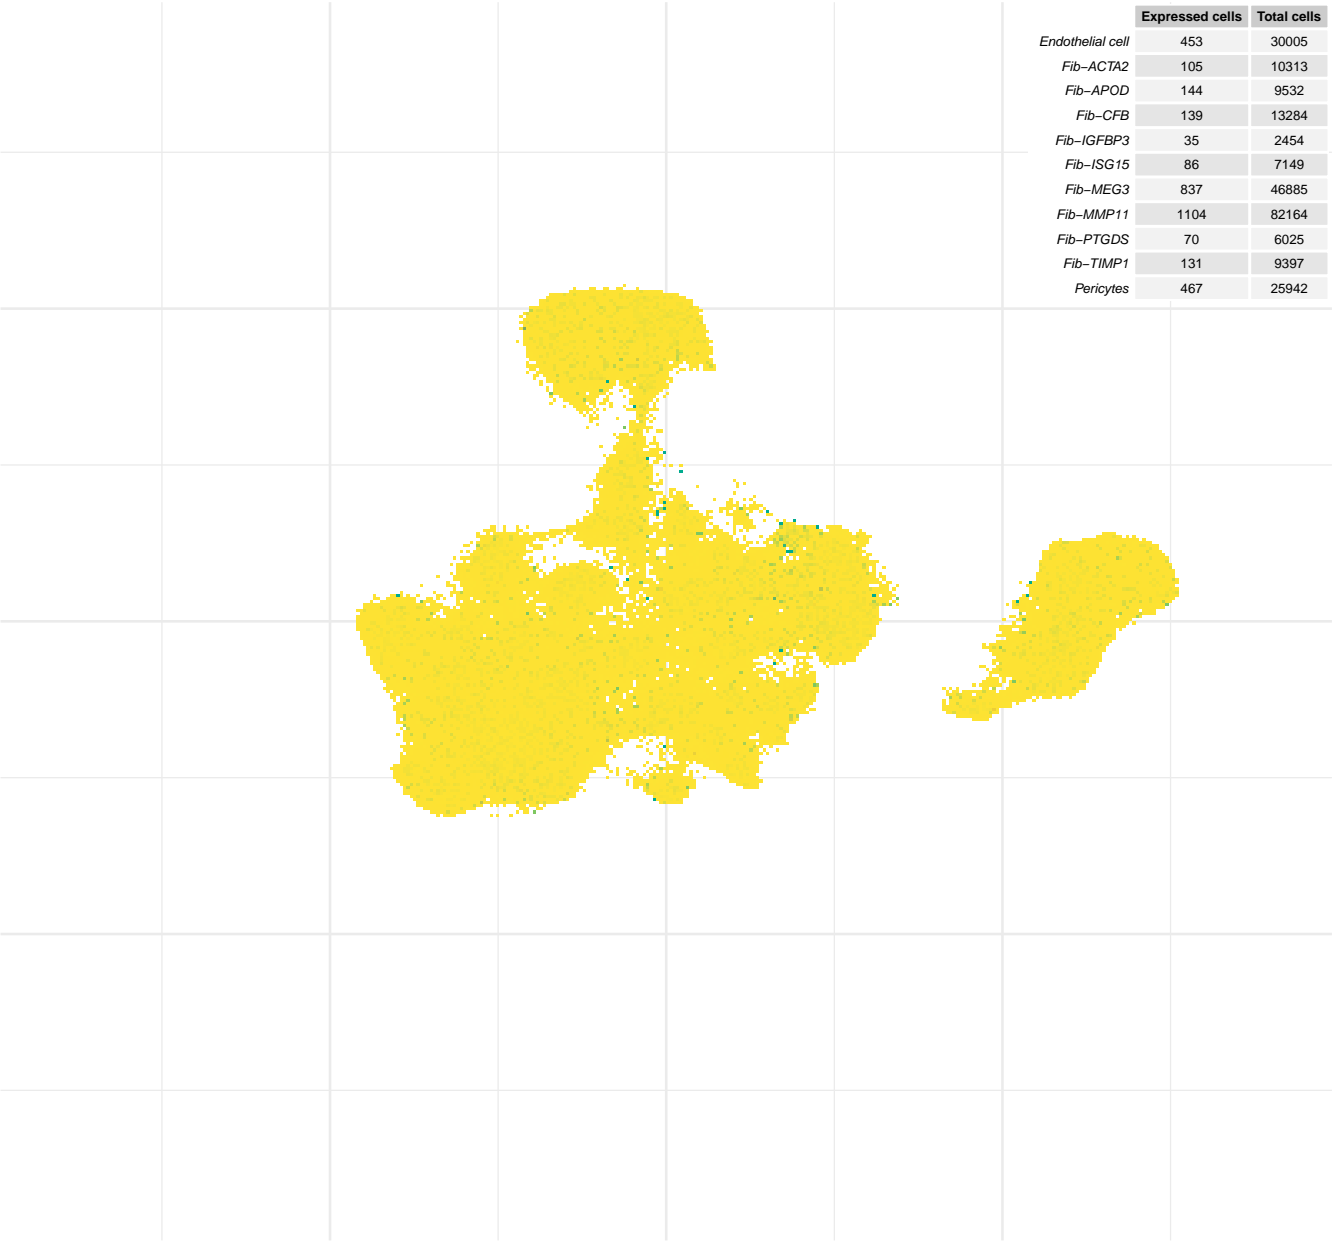 Expressed cells Total cells
Endothelial cell 453 30005
Fib−ACTA2 105 10313
Fib−APOD 144 9532
Fib−CFB 139 13284
Fib−IGFBP3 35 2454
Fib−ISG15 86 7149
Fib−MEG3 837 46885
Fib−MMP11 1104 82164
Fib−PTGDS 70 6025
Fib−TIMP1 131 9397
Pericytes 467 25942